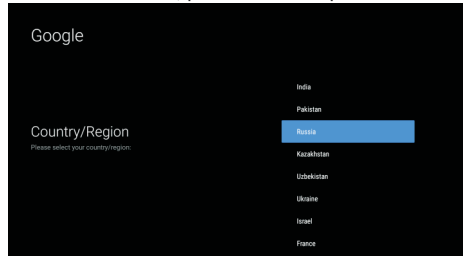 Google
Country/Region
Please select your country/region:
India
Pakistan
Russia
Kazakhstan
Uzbekistan
Ukraine
Israel
France